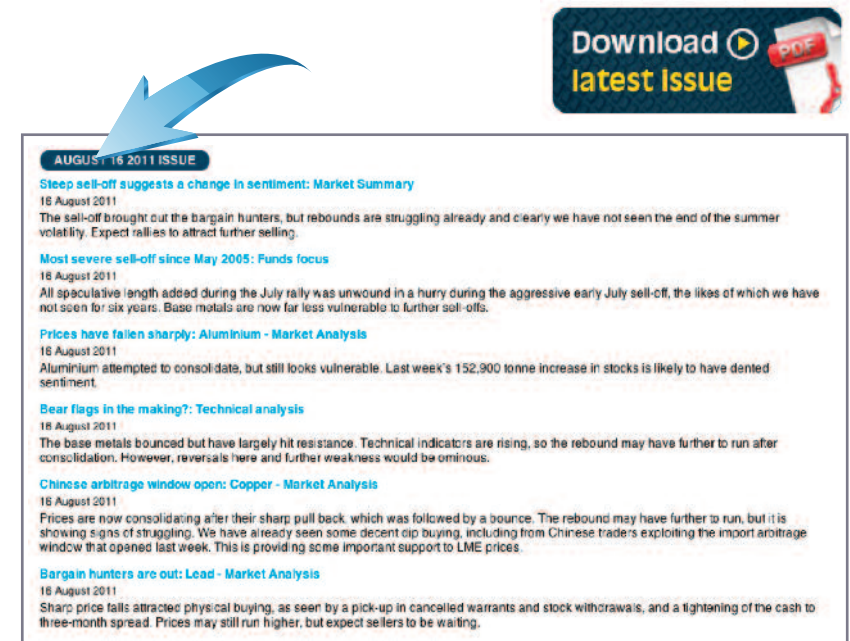 Download
latest issue
PDF
AUGUST 16 2011 ISSUE
Steep sell-off suggests a change in sentiment: Market Summary
16 August 2011
The sell-off brought out the bargain hunters, but rebounds are struggling already and clearly we have not seen the end of the summer
volatility. Expect rallies to attract further selling.
Most severe sell-off since May 2005: Funds focus
16 August 2011
All speculative length added during the July rally was unwound in a hurry during the aggressive early July sell-off, the likes of which we have
not seen for six years. Base metals are now far less vulnerable to further sell-offs.
Prices have fallen sharply: Aluminium - Market Analysis
16 August 2011
Aluminium attempted to consolidate, but still looks vulnerable. Last week's 152,900 tonne increase in stocks is likely to have dented
sentiment.
Bear flags in the making?: Technical analysis
16 August 2011
The base metals bounced but have largely hit resistance. Technical indicators are rising, so the rebound may have further to run after
consolidation. However, reversals here and further weakness would be ominous.
Chinese arbitrage window open: Copper - Market Analysis
16 August 2011
Prices are now consolidating after their sharp pull back, which was followed by a bounce. The rebound may have further to run, but it is
showing signs of struggling. We have already seen some decent dip buying, including from Chinese traders exploiting the import arbitrage
window that opened last week. This is providing some important support to LME prices.
Bargain hunters are out: Lead - Market Analysis
16 August 2011
Sharp price falls attracted physical buying, as seen by a pick-up in cancelled warrants and stock withdrawals, and a tightening of the cash to
three-month spread. Prices may still run higher, but expect sellers to be waiting.